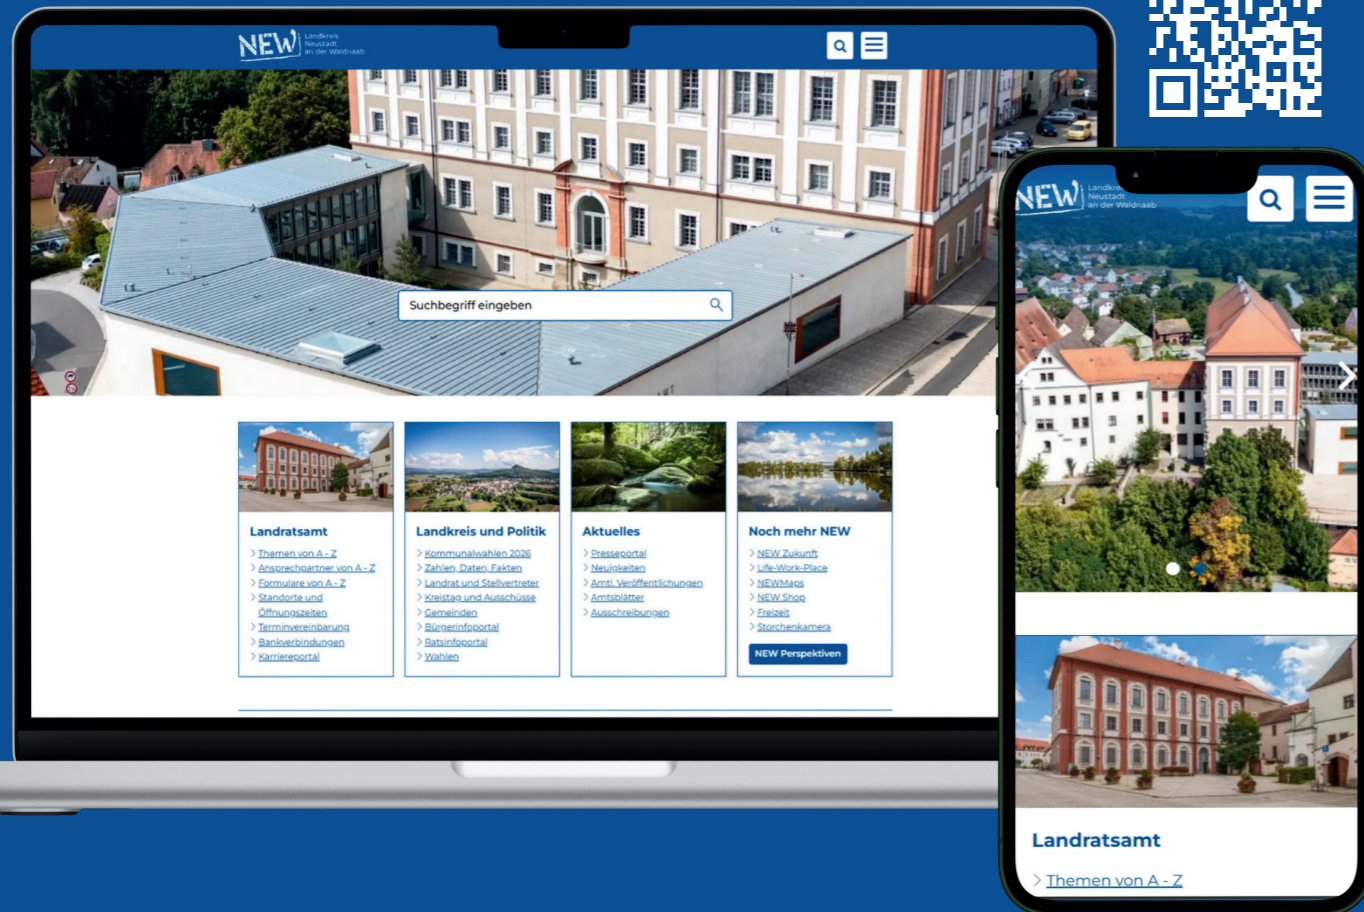 NEW Landkreis
Neustadt
an der Waldnaab
Suchbegriff eingeben
Landratsamt
Themen von A - Z
Ansprechpartner von A - Z
Formulare von A - Z
Standorte und
Öffnungszeiten
Terminvereinbarung
Bankverbindungen
Karriereportal
Landkreis und Politik
Kommunalwahlen 2026
Zahlen, Daten, Fakten
Landrat und Stellvertreter
Kreistag und Ausschüsse
Gemeinden
Bürgerinfoportal
Ratsinfoportal
Wahlen
Aktuelles
Presseportal
Neuigkeiten
Amtl. Veröffentlichungen
Amtsblätter
Ausschreibungen
Noch mehr NEW
NEW Zukunft
Life-Work-Place
NEWMaps
NEW Shop
Freizeit
Storchenkamera
NEW Perspektiven
NEW Landkreis
Neustadt
an der Waldnaab
Landratsamt
Themen von A - Z